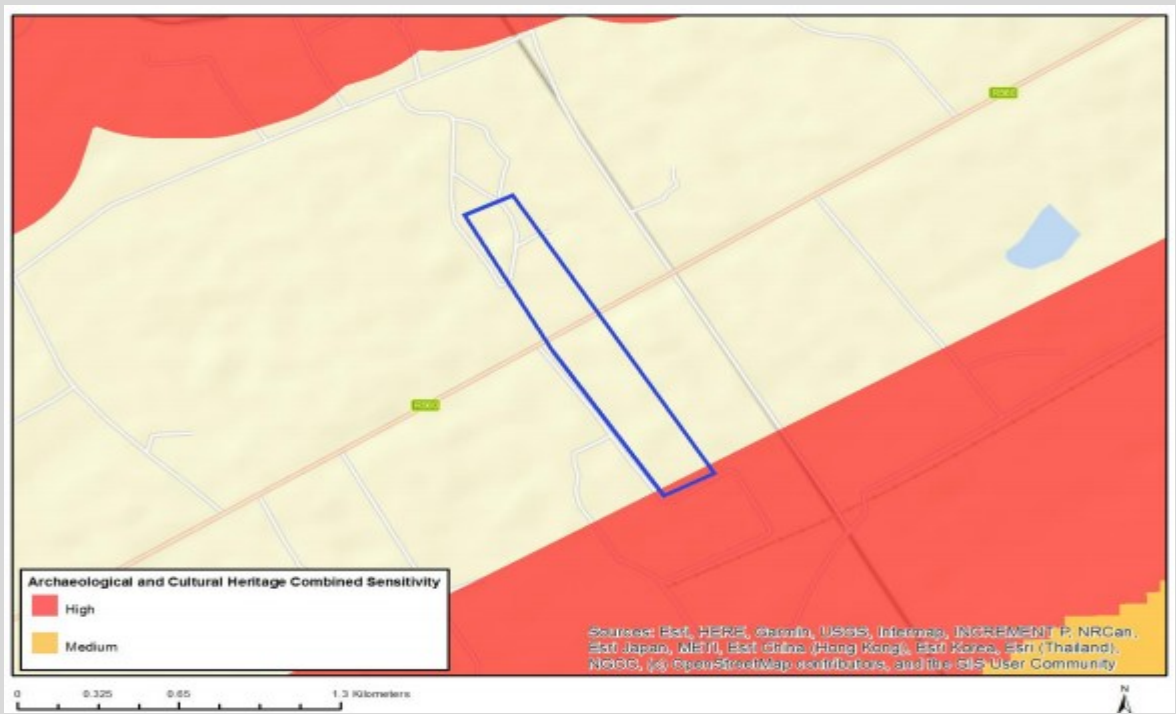 Archaeological and Cultural Heritage Combined Sensitivity
High
Medium
Sources: Esri, HERE, Garmin, USGS, Intermap, INCREMENT P, NRCan,
Esri Japan, METI, Esri China (Hong Kong), Esri Korea, Esri (Thailand),
NGCC, (c) OpenStreetMap contributors, and the GIS User Community
0 0.325 0.65 1.3 Kilometers
N